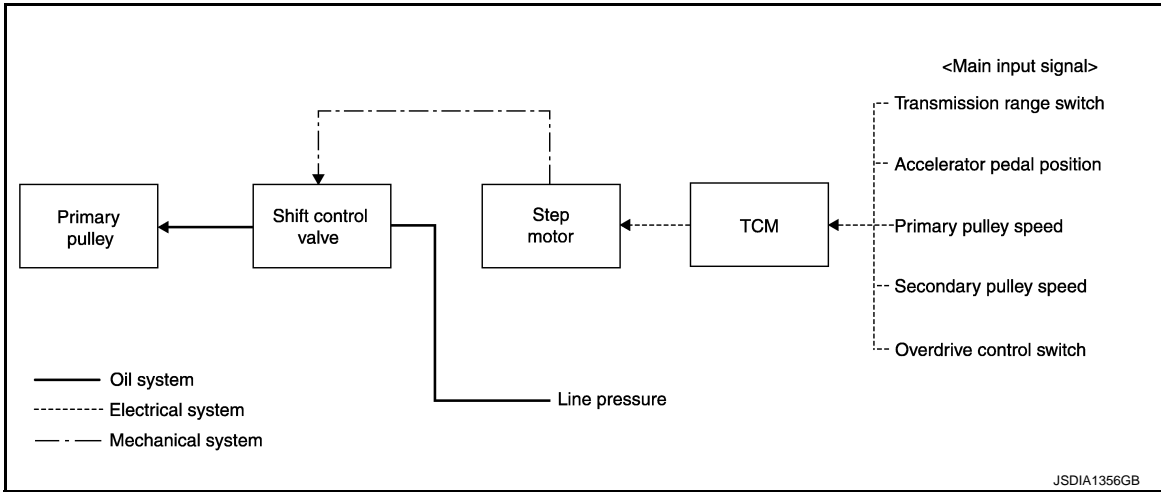 <Main input signal>
Transmission range switch
Accelerator pedal position
Primary pulley
Shift control valve
Step motor
TCM
Primary pulley speed
Secondary pulley speed
Overdrive control switch
Oil system
Electrical system
Mechanical system
Line pressure
JSDIA1356GB